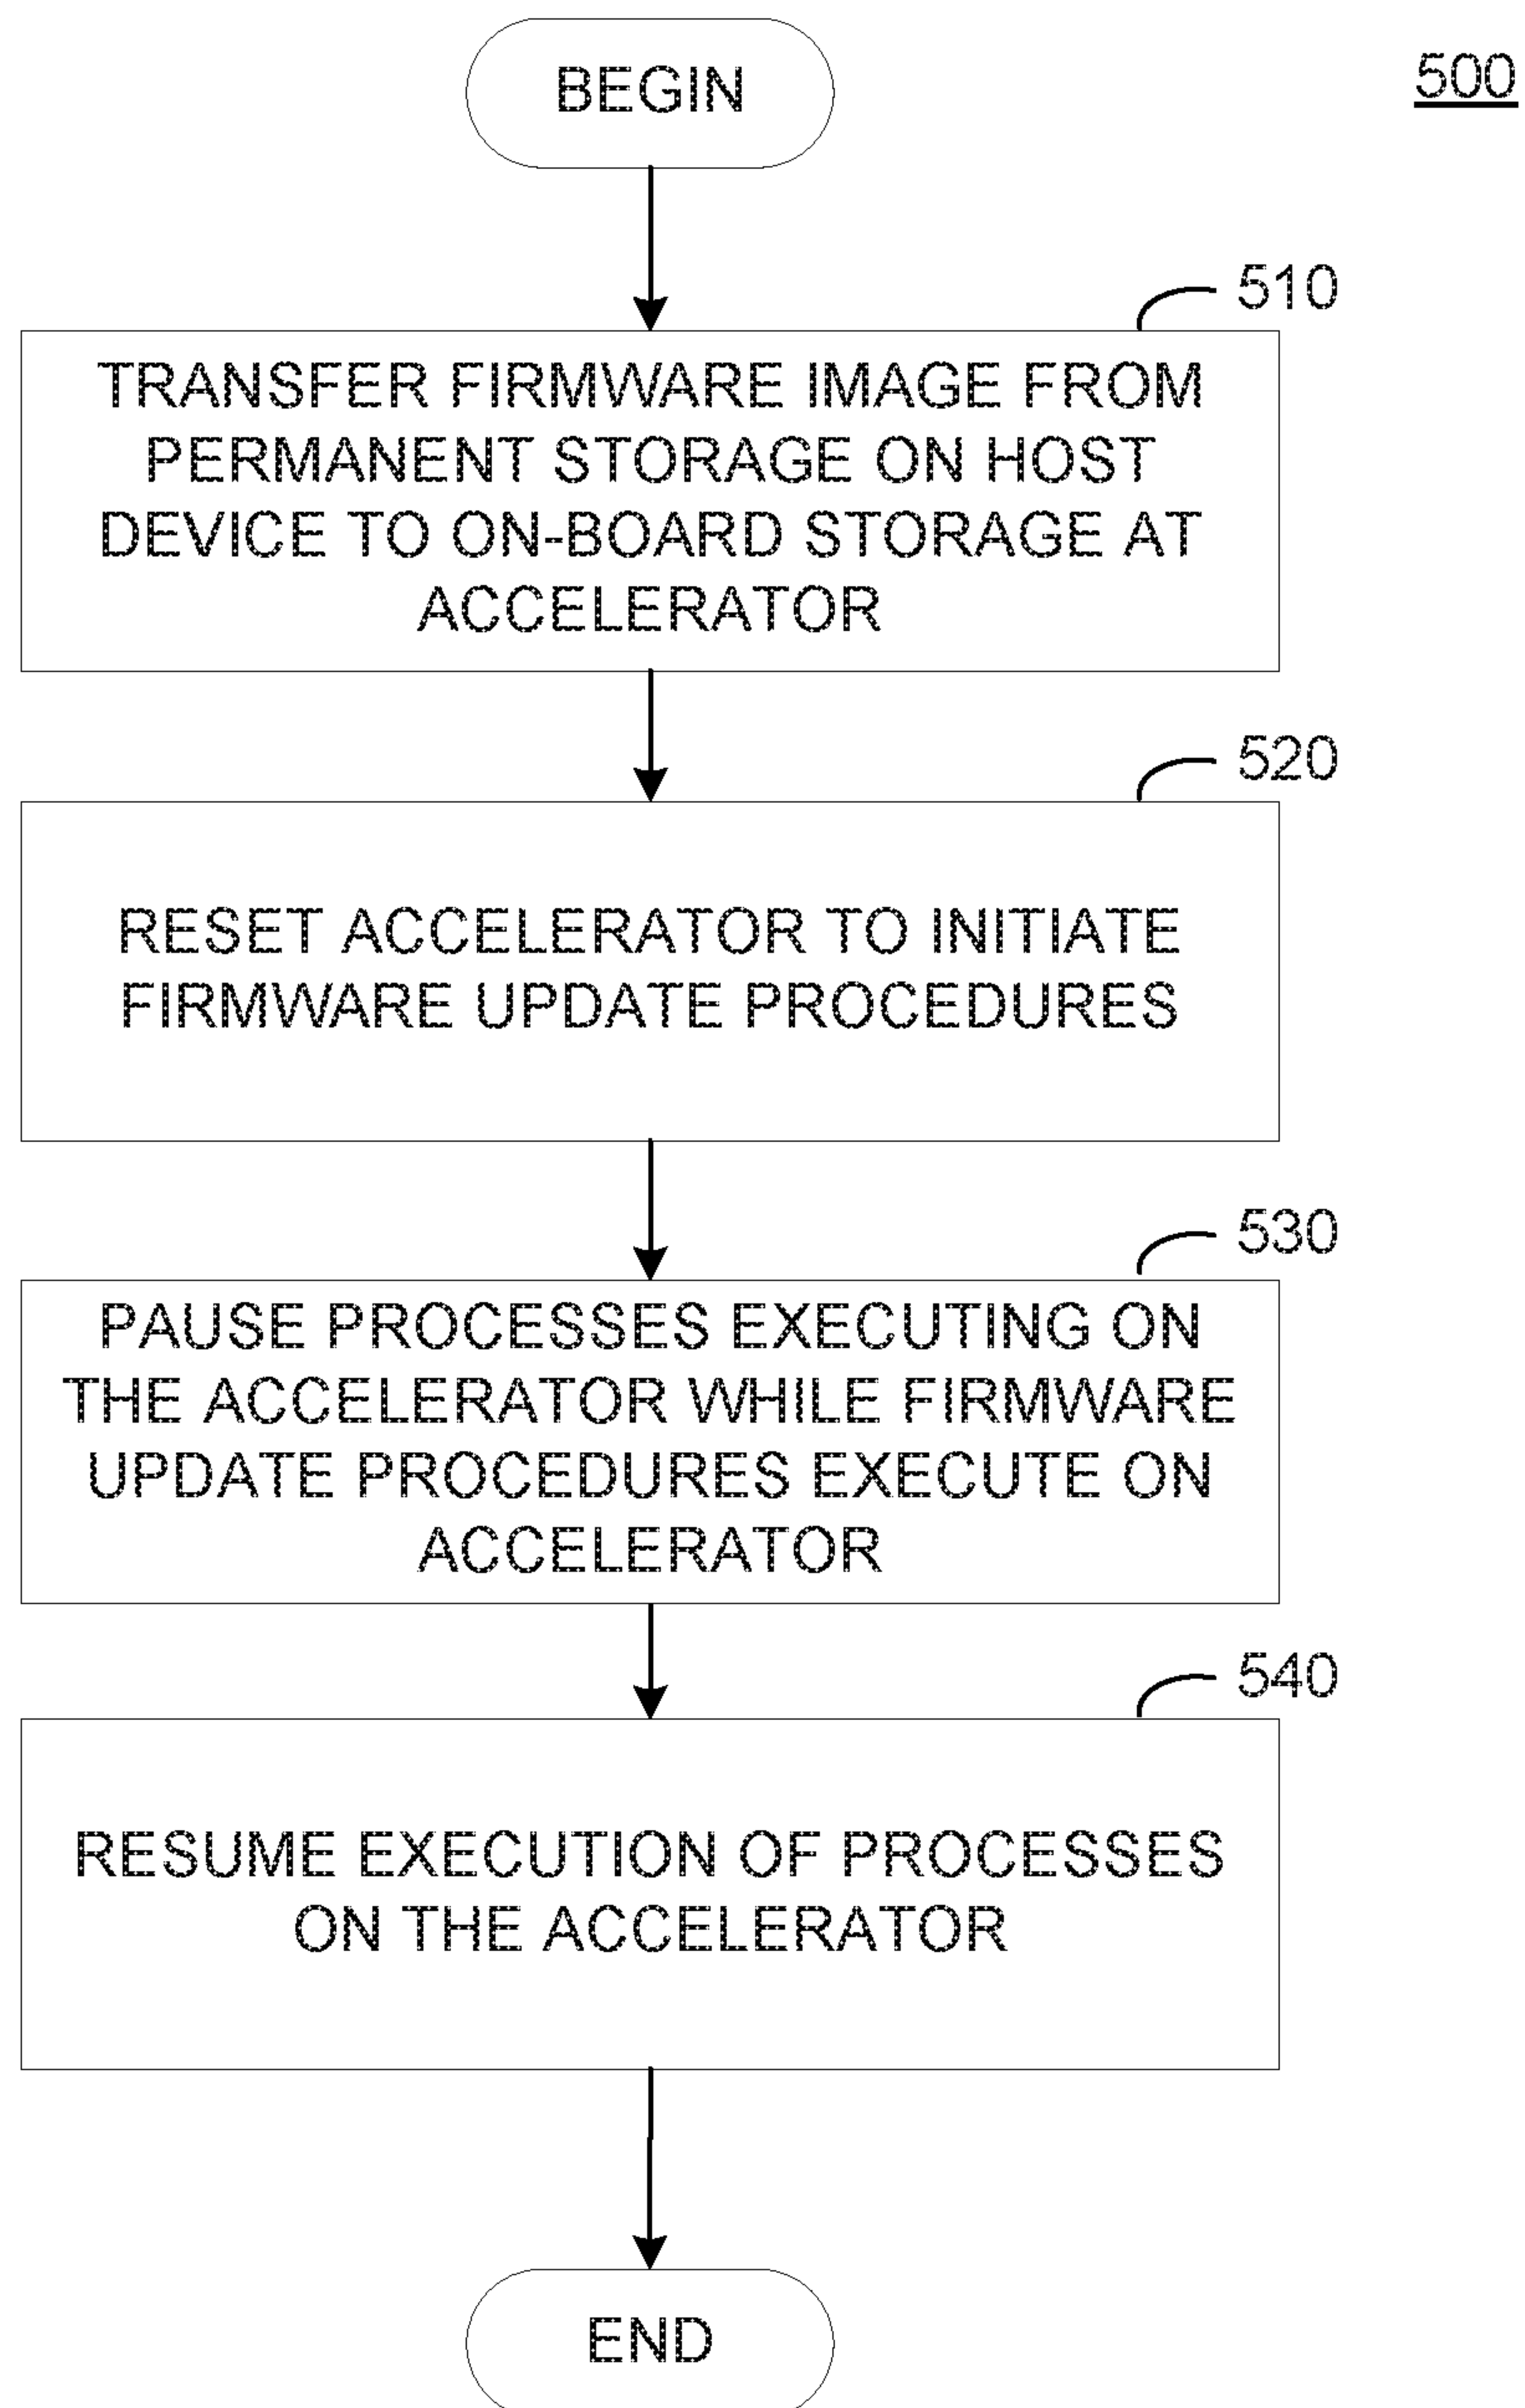 BEGIN
500
510
TRANSFER FIRMWARE IMAGE FROM
PERMANENT STORAGE ON HOST
DEVICE TO ON-BOARD STORAGE AT
ACCELERATOR
520
RESET ACCELERATOR TO INITIATE
FIRMWARE UPDATE PROCEDURES
530
PAUSE PROCESSES EXECUTING ON
THE ACCELERATOR WHILE FIRMWARE
UPDATE PROCEDURES EXECUTE ON
ACCELERATOR
540
RESUME EXECUTION OF PROCESSES
ON THE ACCELERATOR
END